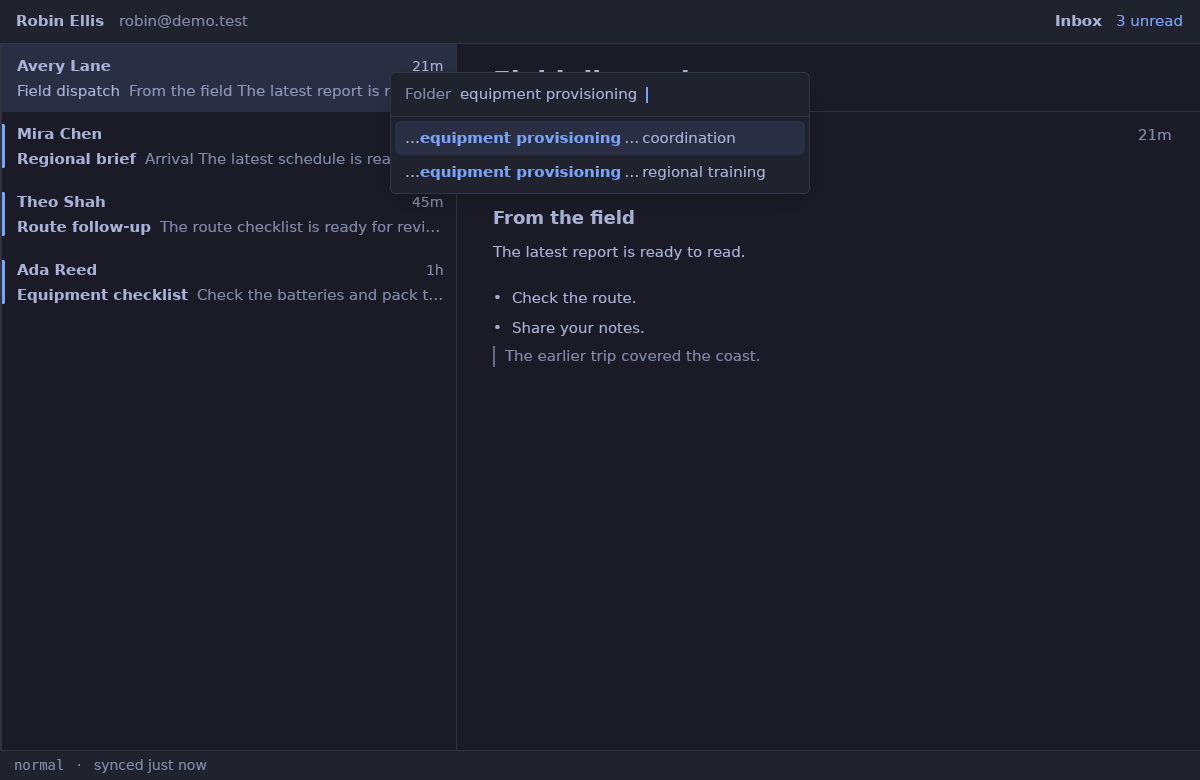 Robin Ellis robin@demo.test Inbox 3 unread
Avery Lane 21m
Field dispatch From the field The latest report is r
Folder equipment provisioning
…equipment provisioning… coordination
…equipment provisioning… regional training
Mira Chen
Regional brief Arrival The latest schedule is rea
Theo Shah 45m
Route follow-up The route checklist is ready for revi…
Ada Reed 1h
Equipment checklist Check the batteries and pack t…
21m
From the field
The latest report is ready to read.
• Check the route.
• Share your notes.
The earlier trip covered the coast.
normal · synced just now